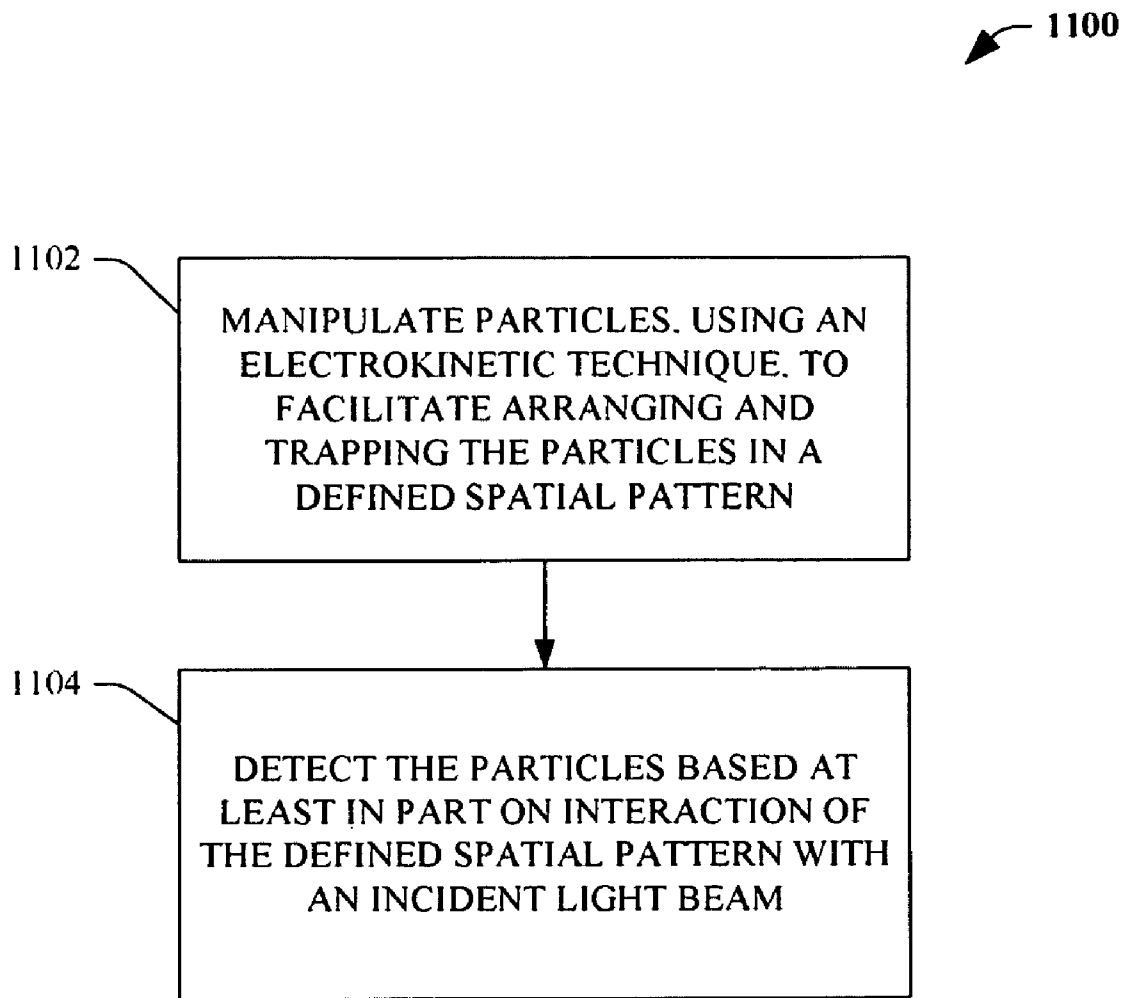 1100
1102
MANIPULATE PARTICLES, USING AN
ELECTROKINETIC TECHNIQUE, TO
FACILITATE ARRANGING AND
TRAPPING THE PARTICLES IN A
DEFINED SPATIAL PATTERN
1104
DETECT THE PARTICLES BASED AT
LEAST IN PART ON INTERACTION OF
THE DEFINED SPATIAL PATTERN WITH
AN INCIDENT LIGHT BEAM